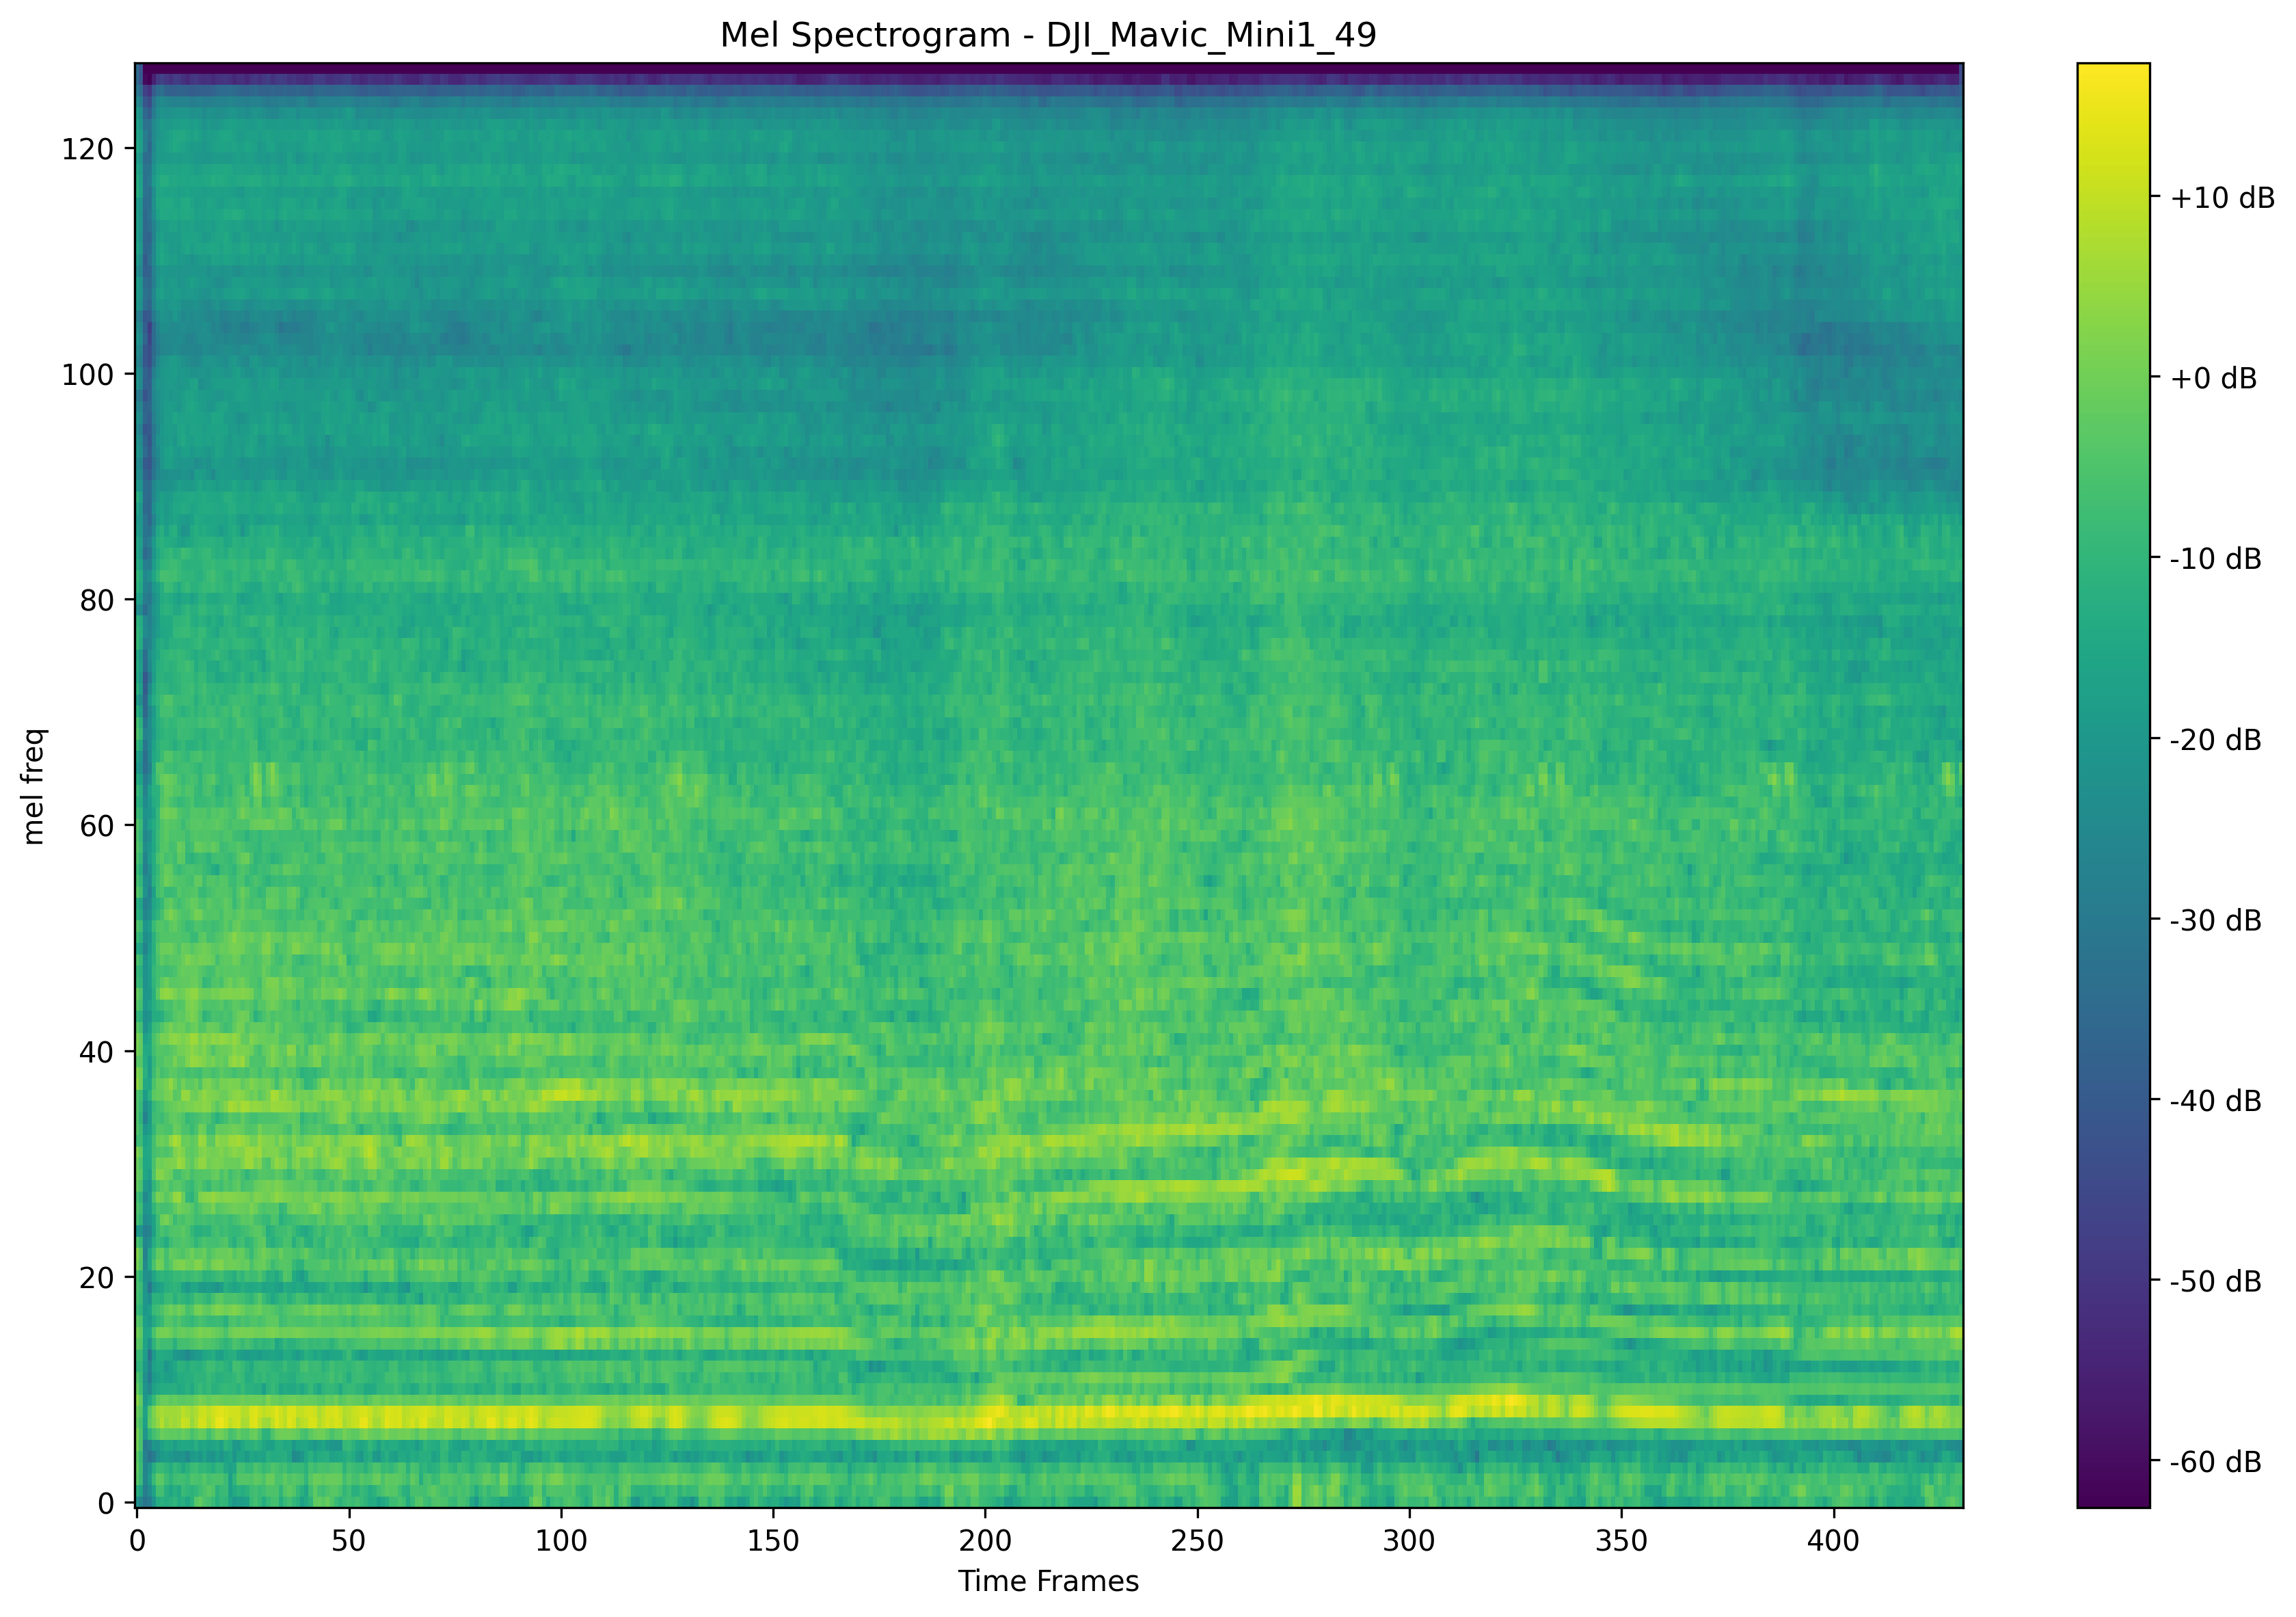 Mel Spectrogram - DJI_Mavic_Mini1_49
mel freq
120
100
80
60
40
20
0
0 50 100 150 200 250 300 350 400
Time Frames
+10 dB
+0 dB
-10 dB
-20 dB
-30 dB
-40 dB
-50 dB
-60 dB